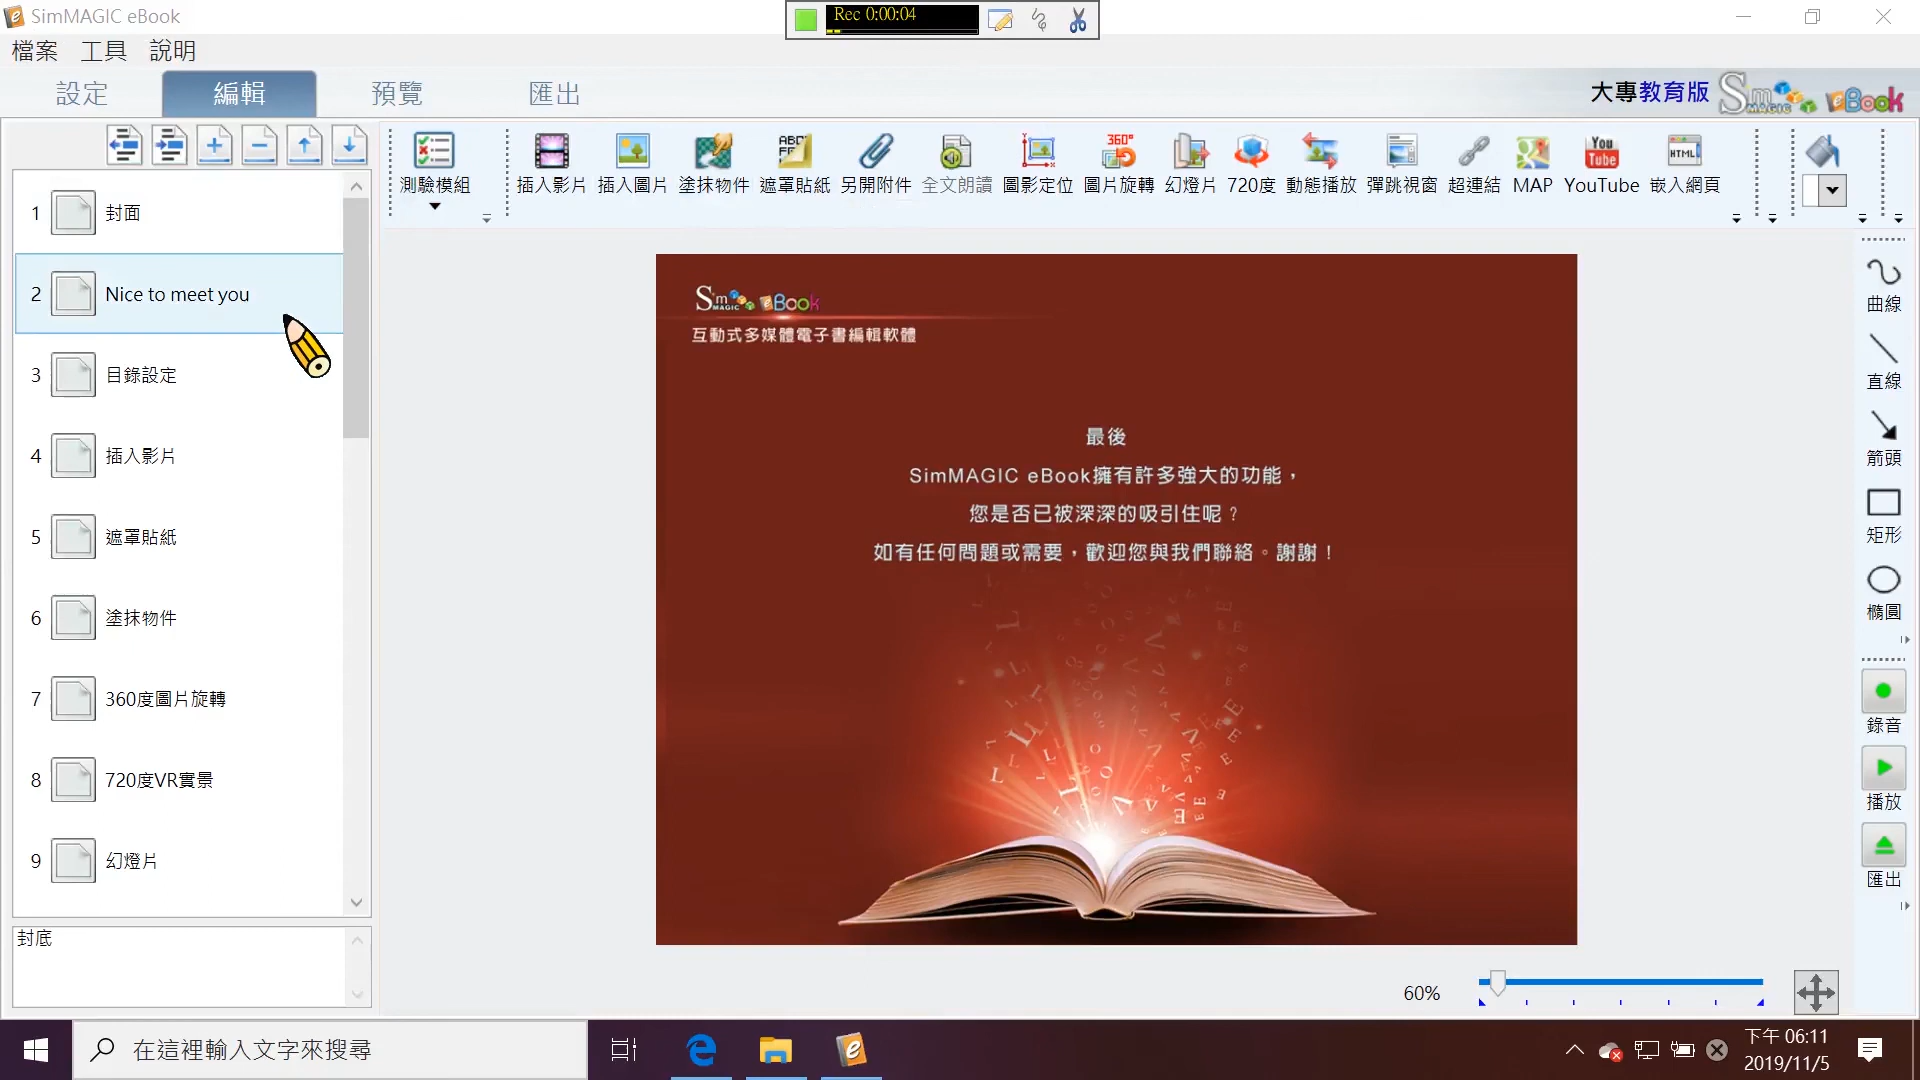 SimMAGIC eBook
Rec 0:00:04
檔案 工具 說明
設定 編輯 預覽 匯出
大專教育版 SimMAGIC eBook
測驗模組 插入影片 插入圖片 塗抹物件 遮罩貼紙 另開附件 全文朗讀 圖影定位 圖片旋轉 幻燈片 720度 動態播放 彈跳視窗 超連結 MAP YouTube 嵌入網頁
1 封面
2 Nice to meet you
3 目錄設定
4 插入影片
5 遮罩貼紙
6 塗抹物件
7 360度圖片旋轉
8 720度VR實景
9 幻燈片
封底
SimMAGIC eBook
互動式多媒體電子書編輯軟體
最後
SimMAGIC eBook擁有許多強大的功能，
您是否已被深深的吸引住呢？
如有任何問題或需要，歡迎您與我們聯絡。謝謝！
曲線
直線
箭頭
矩形
橢圓
錄音
播放
匯出
60%
在這裡輸入文字來搜尋
下午 06:11
2019/11/5